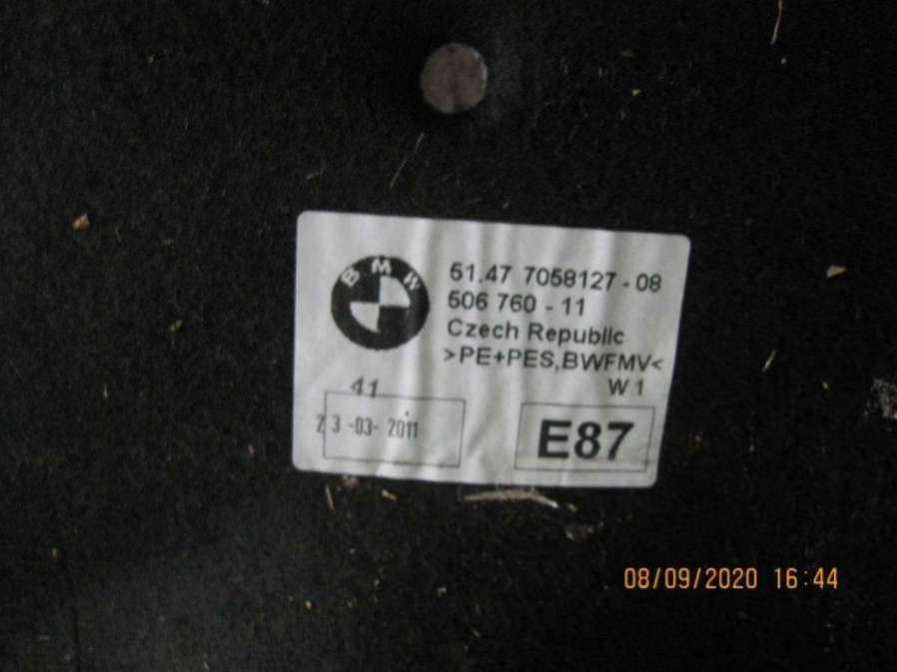 BMW
51.47 7058127 - 08
506 760 - 11
Czech Republic
>PE+PES,BWFMV<
W 1
41
23 -03- 2011
E87
08/09/2020 16:44